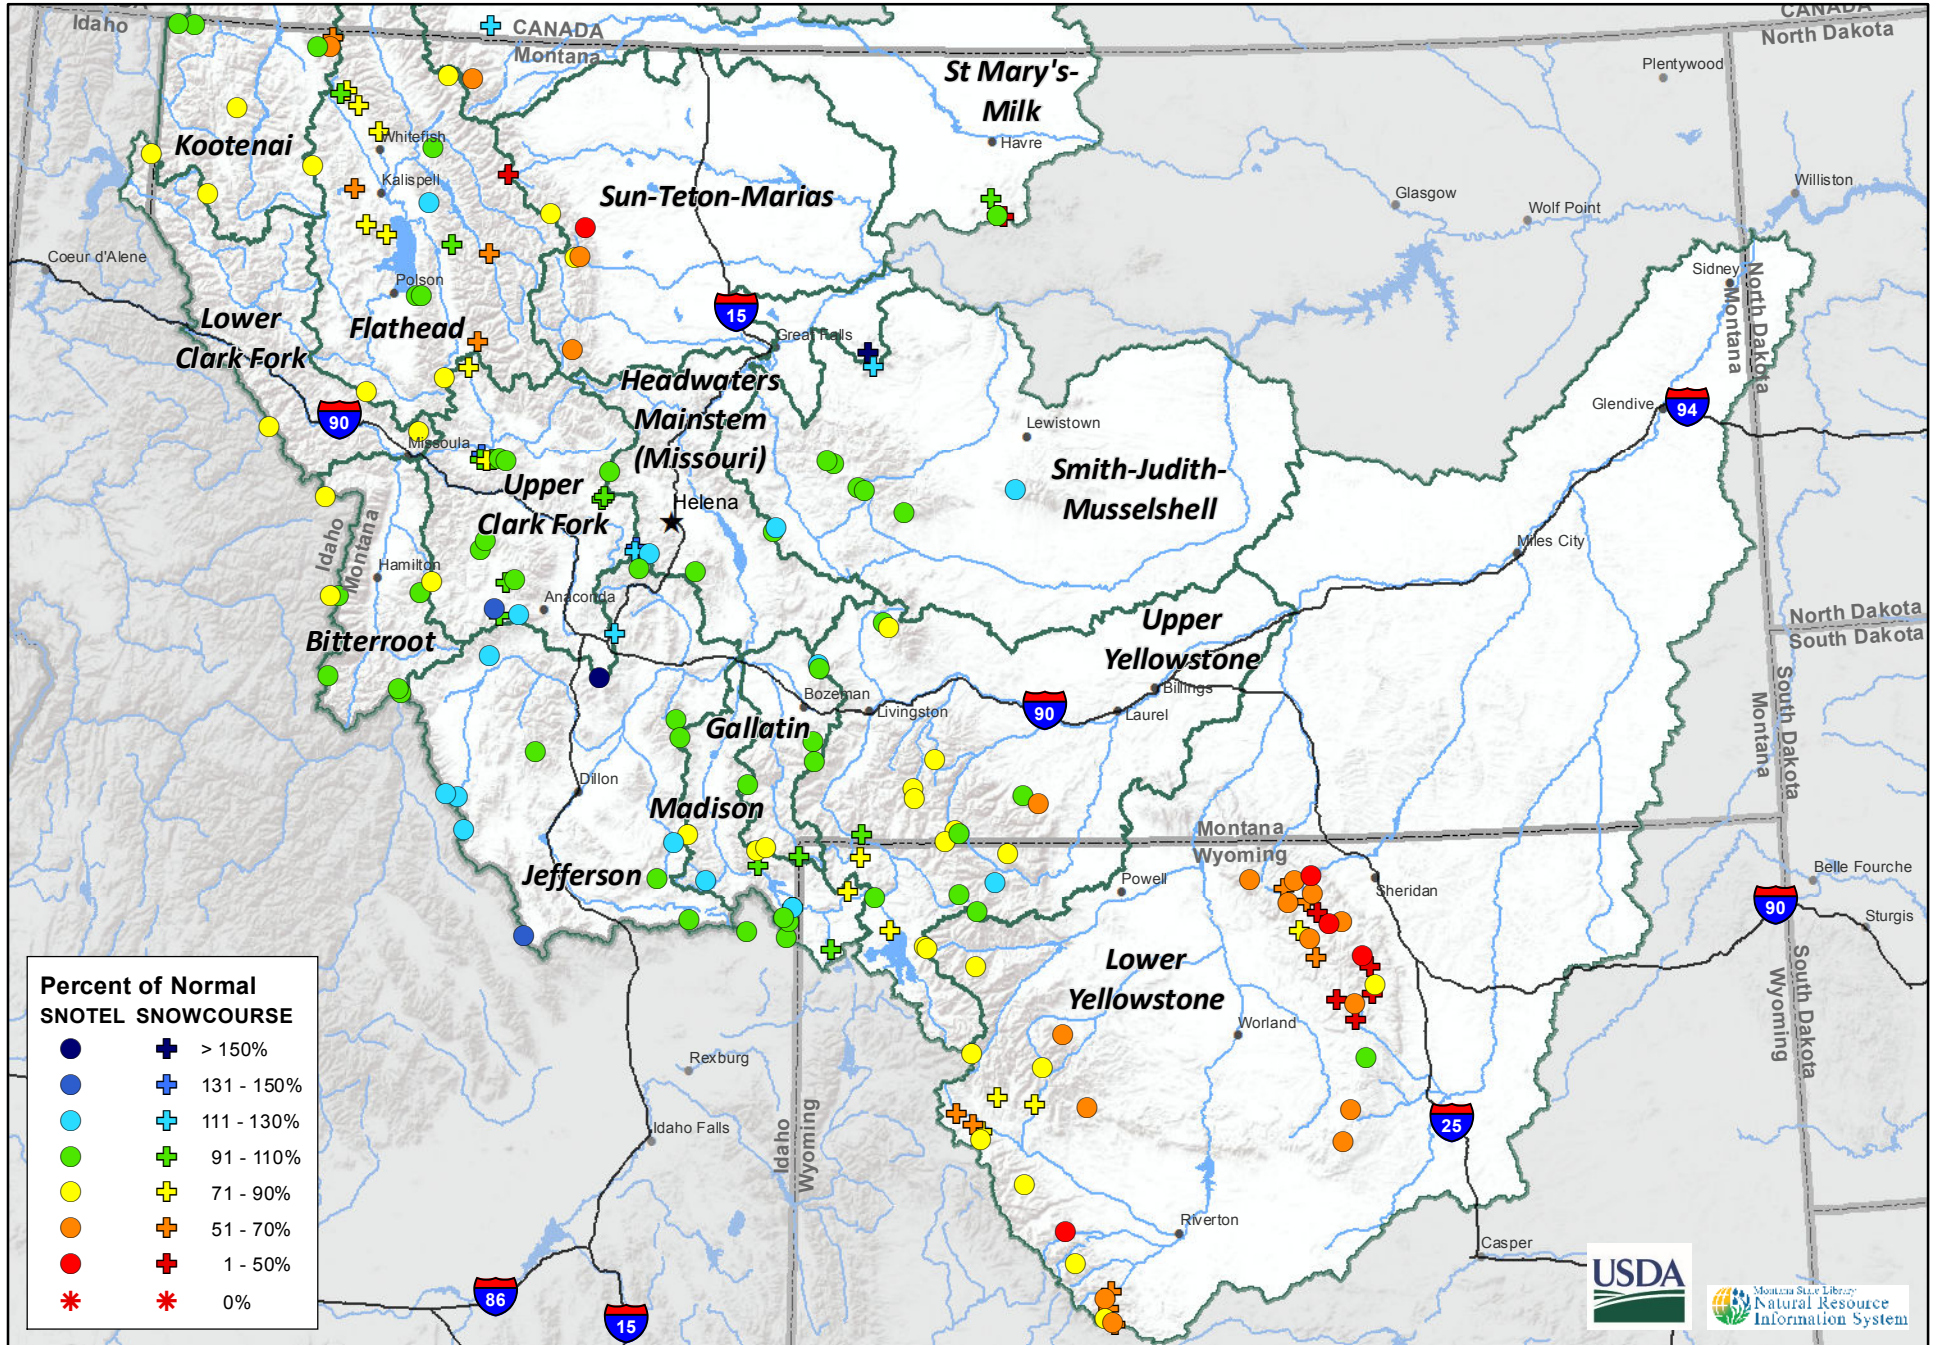 Idaho
CANADA
Montana
CANADA
North Dakota
Plentywood
St Mary's-
Milk
Havre
Kootenai
Whitefish
Kalispell
Sun-Teton-Marias
Glasgow
Wolf Point
Williston
Coeur d'Alene
Polson
Sidney
North Dakota
Montana
Lower
Clark Fork
Flathead
15
Great Falls
Headwaters
Mainstem
(Missouri)
Glendive
94
90
Missoula
Lewistown
Smith-Judith-
Musselshell
Upper
Clark Fork
Helena
Idaho
Montana
Hamilton
Anaconda
Miles City
Bitterroot
Upper
Yellowstone
North Dakota
South Dakota
Billings
Bozeman
Livingston
90
Laurel
Gallatin
South Dakota
Montana
Dillon
Madison
Montana
Wyoming
Jefferson
Powell
Sheridan
Belle Fourche
90
Sturgis
Lower
Yellowstone
South Dakota
Wyoming
Worland
Rexburg
Idaho
Wyoming
Idaho Falls
25
Riverton
Casper
86
15
Percent of Normal
SNOTEL SNOWCOURSE
> 150%
131 - 150%
111 - 130%
91 - 110%
71 - 90%
51 - 70%
1 - 50%
0%
USDA
Montana State Library
Natural Resource
Information System